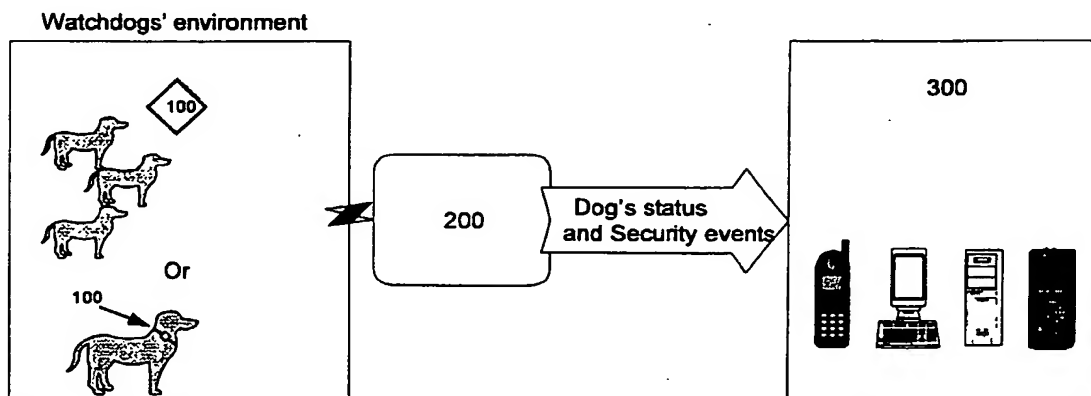 Watchdogs' environment
100
Or
100
200
Dog's status
and Security events
300